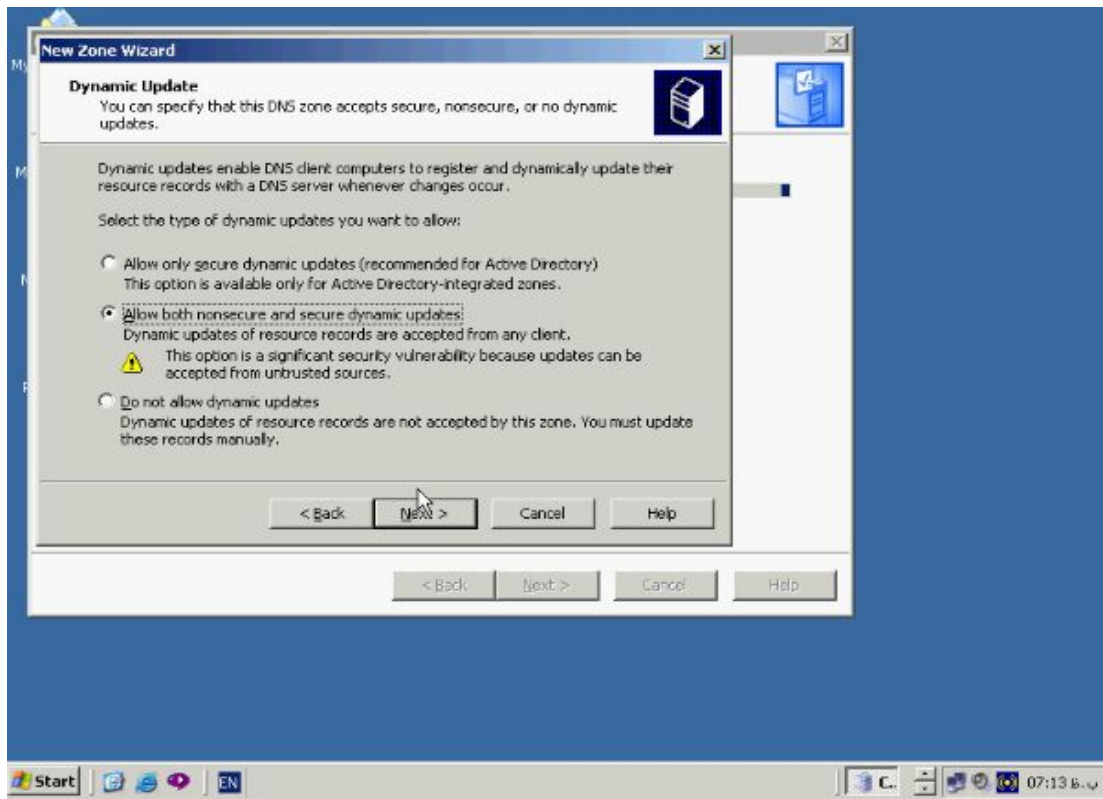 My
New Zone Wizard
Dynamic Update
You can specify that this DNS zone accepts secure, nonsecure, or no dynamic
updates.
M
Dynamic updates enable DNS client computers to register and dynamically update their
resource records with a DNS server whenever changes occur.
Select the type of dynamic updates you want to allow:
Allow only secure dynamic updates (recommended for Active Directory)
This option is available only for Active Directory-integrated zones.
Allow both nonsecure and secure dynamic updates
Dynamic updates of resource records are accepted from any client.
This option is a significant security vulnerability because updates can be
accepted from untrusted sources.
Do not allow dynamic updates
Dynamic updates of resource records are not accepted by this zone. You must update
these records manually.
< Back Next > Cancel Help
< Back Next > Cancel Help
Start EN C.. 07:13 ب.ظ